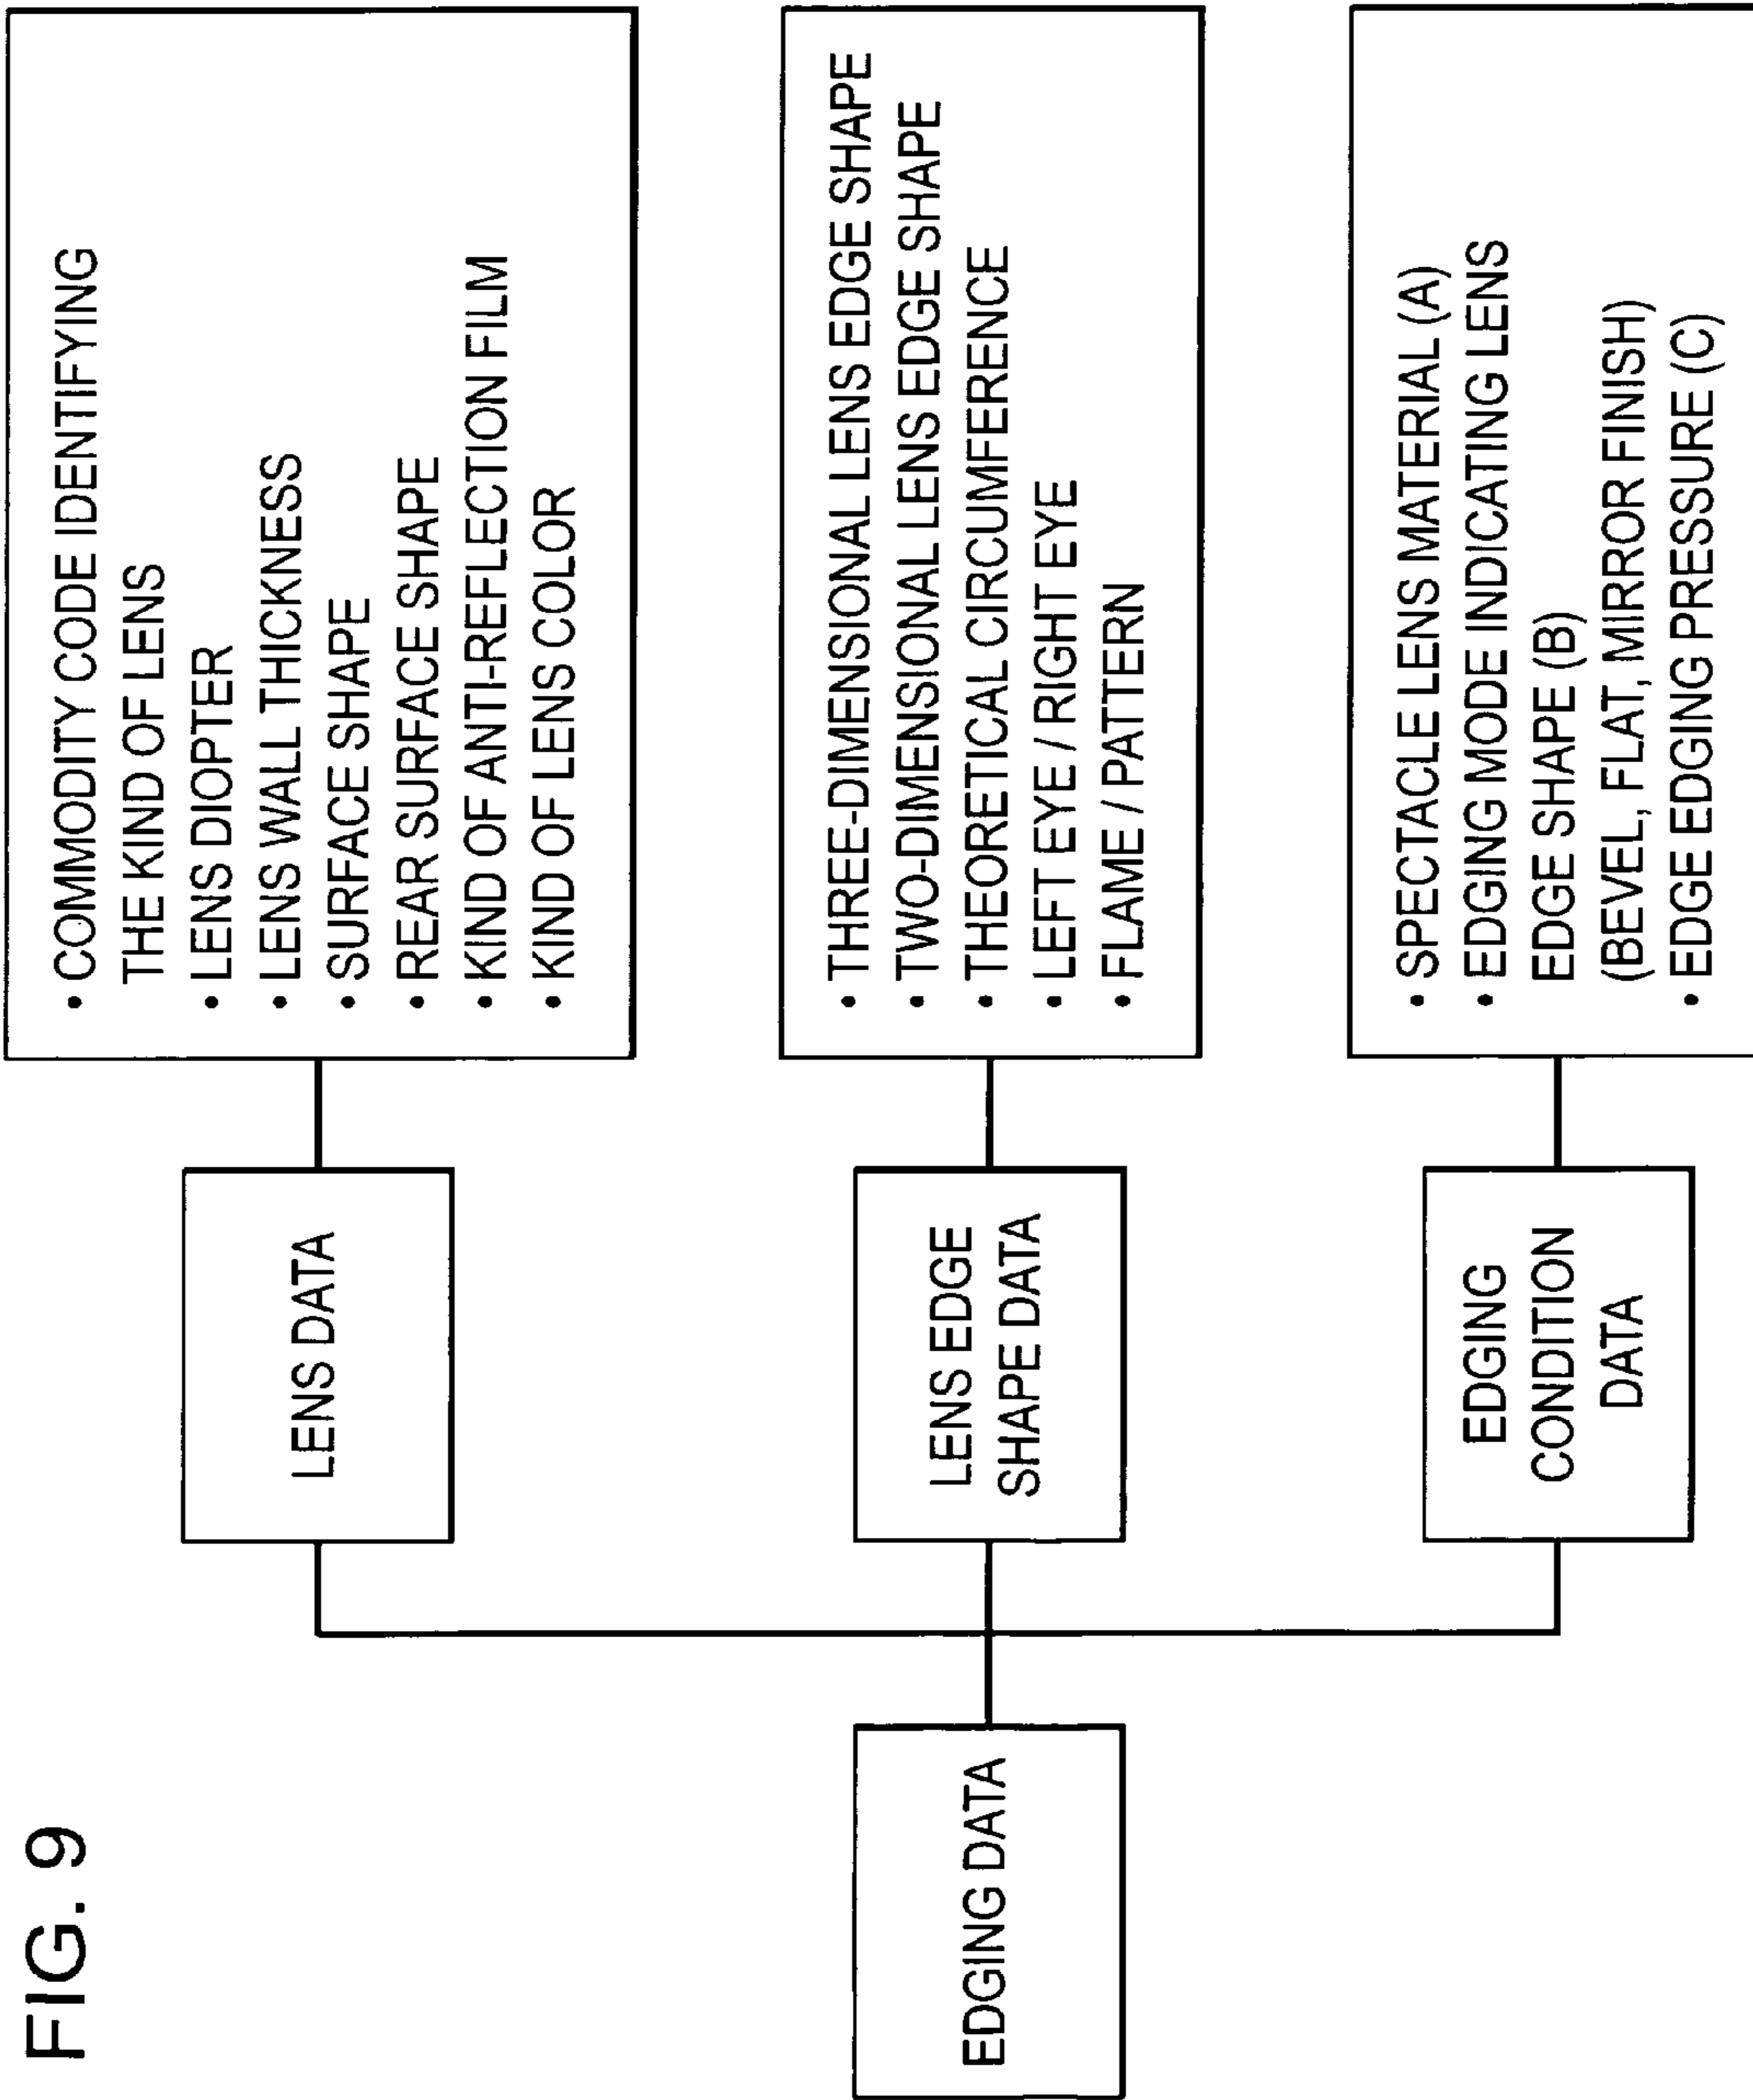 FIG. 9
EDGING DATA
LENS DATA
• COMMODITY CODE IDENTIFYING
THE KIND OF LENS
• LENS DIOPTER
• LENS WALL THICKNESS
• SURFACE SHAPE
• REAR SURFACE SHAPE
• KIND OF ANTI-REFLECTION FILM
• KIND OF LENS COLOR
LENS EDGE
SHAPE DATA
• THREE-DIMENSIONAL LENS EDGE SHAPE
• TWO-DIMENSIONAL LENS EDGE SHAPE
• THEORETICAL CIRCUMFERENCE
• LEFT EYE / RIGHT EYE
• FLAME / PATTERN
EDGING
CONDITION
DATA
• SPECTACLE LENS MATERIAL (A)
• EDGING MODE INDICATING LENS
EDGE SHAPE (B)
(BEVEL, FLAT, MIRROR FINISH)
• EDGE EDGING PRESSURE (C)